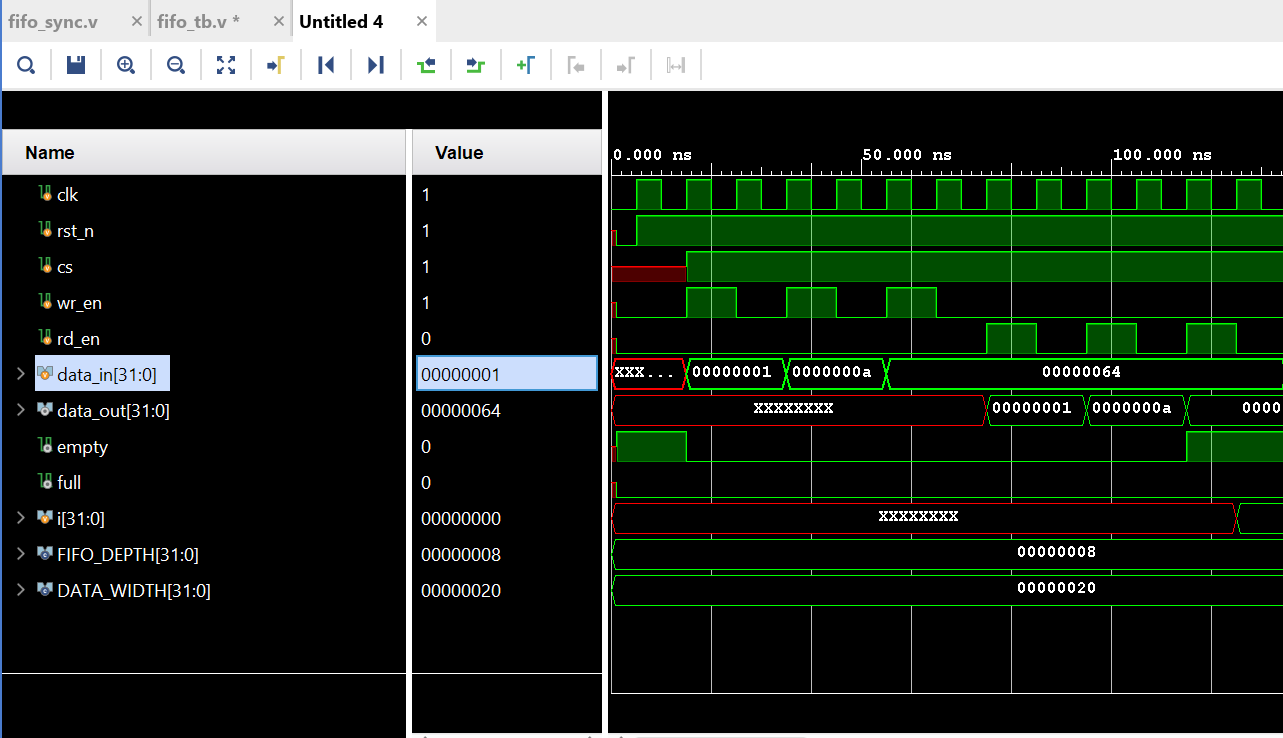 fifo_sync.v × fifo_tb.v * × Untitled 4 ×
Name Value
0.000 ns 50.000 ns 100.000 ns
clk 1
rst_n 1
cs 1
wr_en 1
rd_en 0
data_in[31:0] 00000001 XXX... 00000001 0000000a 00000064
data_out[31:0] 00000064 XXXXXXXX 00000001 0000000a 0000
empty 0
full 0
i[31:0] 00000000 XXXXXXXX
FIFO_DEPTH[31:0] 00000008 00000008
DATA_WIDTH[31:0] 00000020 00000020